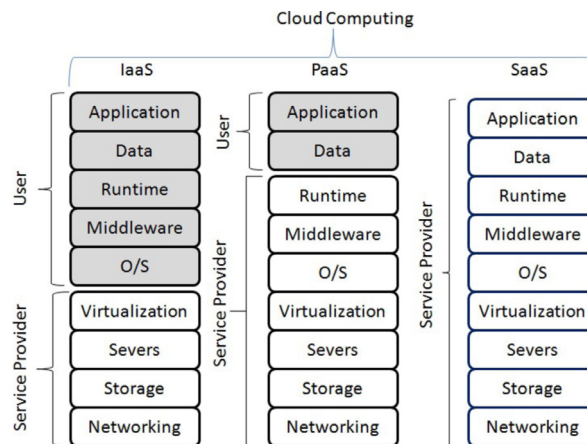 Cloud Computing
IaaS
PaaS
SaaS
User
Application
Data
Runtime
Middleware
O/S
Service Provider
Virtualization
Severs
Storage
Networking
User
Application
Data
Service Provider
Runtime
Middleware
O/S
Virtualization
Severs
Storage
Networking
Service Provider
Application
Data
Runtime
Middleware
O/S
Virtualization
Severs
Storage
Networking